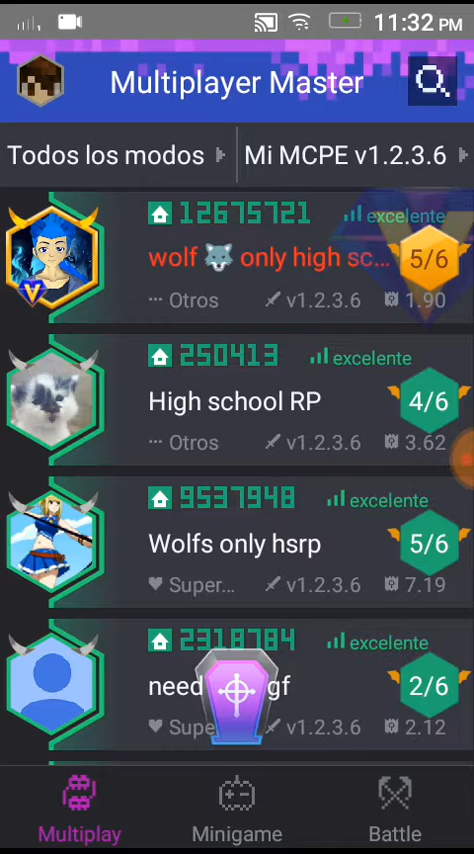 11:32 PM
Multiplayer Master
Todos los modos
Mi MCPE v1.2.3.6
12675721 excelente
wolf 🐺 only high sc... 5/6
··· Otros v1.2.3.6 1.90
250413 excelente
High school RP 4/6
··· Otros v1.2.3.6 3.62
9537948 excelente
Wolfs only hsrp 5/6
Super... v1.2.3.6 7.19
2318784 excelente
need gf 2/6
Supe v1.2.3.6 2.12
Multiplay
Minigame
Battle